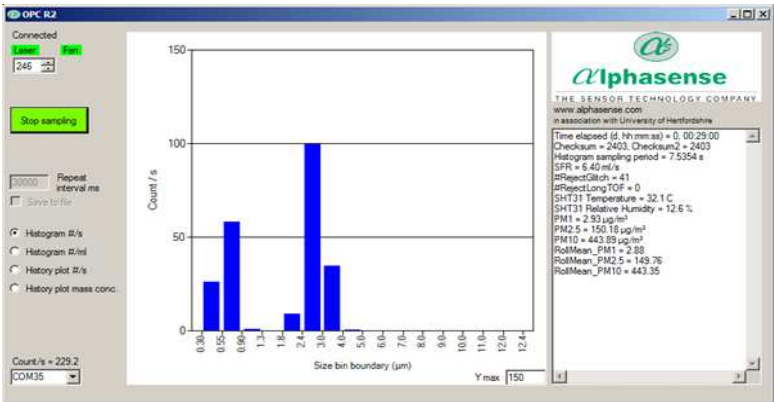 OPC R2
Connected
Laser Fan
246
Stop sampling
30000 Repeat interval ms
Save to file
Histogram #/s
Histogram #/ml
History plot #/s
History plot mass conc.
Count/s = 229.2
COM35
150
100
50
0
Count / s
0.30 0.55 0.90 1.3 1.8 2.4 3.0 4.0 5.0 6.0 7.0 8.0 9.0 10.0 11.0 12.0 12.4
Size bin boundary (µm)
Y max 150
αs
αlphasense
THE SENSOR TECHNOLOGY COMPANY
www.alphasense.com
in association with University of Hertfordshire
Time elapsed (d, hh:mm:ss) = 0, 00:29:00
Checksum = 2403, Checksum2 = 2403
Histogram sampling period = 7.5354 s
SFR = 6.40 ml/s
#RejectGlitch = 41
#RejectLongTOF = 0
SHT31 Temperature = 32.1 C
SHT31 Relative Humidity = 12.6 %
PM1 = 2.93 µg/m³
PM2.5 = 150.18 µg/m³
PM10 = 443.89 µg/m³
RollMean_PM1 = 2.88
RollMean_PM2.5 = 149.76
RollMean_PM10 = 443.35